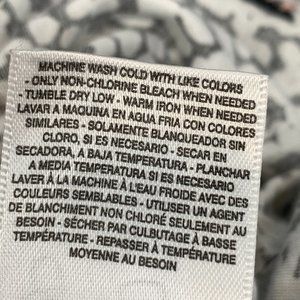 MACHINE WASH COLD WITH LIKE COLORS
- ONLY NON-CHLORINE BLEACH WHEN NEEDED
- TUMBLE DRY LOW - WARM IRON WHEN NEEDED
LAVAR A MAQUINA EN AGUA FRIA CON COLORES
SIMILARES - SOLAMENTE BLANQUEADOR SIN
CLORO, SI ES NECESARIO - SECAR EN
SECADORA, A BAJA TEMPERATURA - PLANCHAR
A MEDIA TEMPERATURA SI ES NECESARIO
LAVER À LA MACHINE À L'EAU FROIDE AVEC DES
COULEURS SEMBLABLES - UTILISER UN AGENT
DE BLANCHIMENT NON CHLORÉ SEULEMENT AU
BESOIN - SÉCHER PAR CULBUTAGE À BASSE
TEMPÉRATURE - REPASSER À TEMPÉRATURE
MOYENNE AU BESOIN